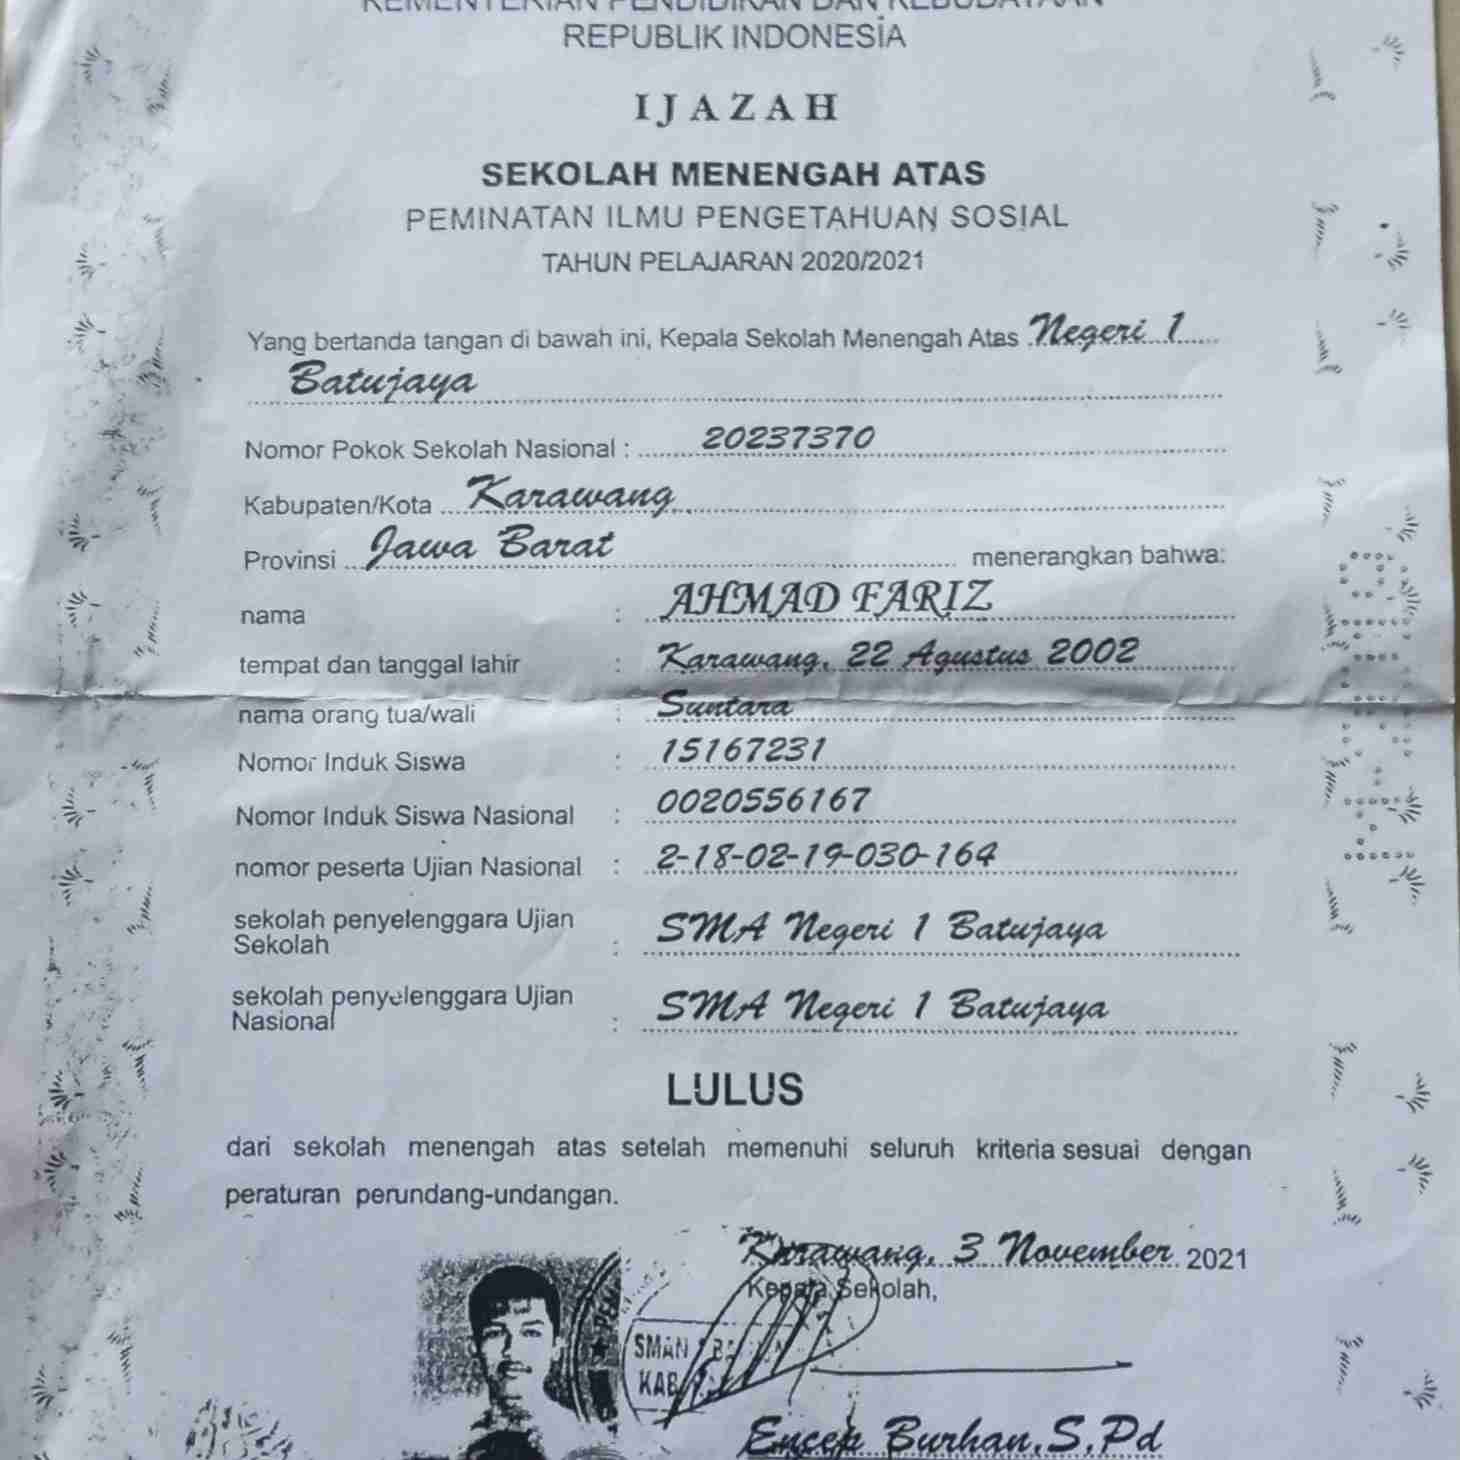 KEMENTERIAN PENDIDIKAN DAN KEBUDAYAAN
REPUBLIK INDONESIA
IJAZAH
SEKOLAH MENENGAH ATAS
PEMINATAN ILMU PENGETAHUAN SOSIAL
TAHUN PELAJARAN 2020/2021
Yang bertanda tangan di bawah ini, Kepala Sekolah Menengah Atas Negeri 1
Batujaya
Nomor Pokok Sekolah Nasional : 20237370
Kabupaten/Kota Karawang
Provinsi Jawa Barat menerangkan bahwa:
nama : AHMAD FARIZ
tempat dan tanggal lahir : Karawang, 22 Agustus 2002
nama orang tua/wali : Suntara
Nomor Induk Siswa : 15167231
Nomor Induk Siswa Nasional : 0020556167
nomor peserta Ujian Nasional : 2-18-02-19-030-164
sekolah penyelenggara Ujian
Sekolah : SMA Negeri 1 Batujaya
sekolah penyelenggara Ujian
Nasional : SMA Negeri 1 Batujaya
LULUS
dari sekolah menengah atas setelah memenuhi seluruh kriteria sesuai dengan
peraturan perundang-undangan.
Karawang, 3 November 2021
Kepala Sekolah,
SMAN
KAB
Encep Burhan, S.Pd